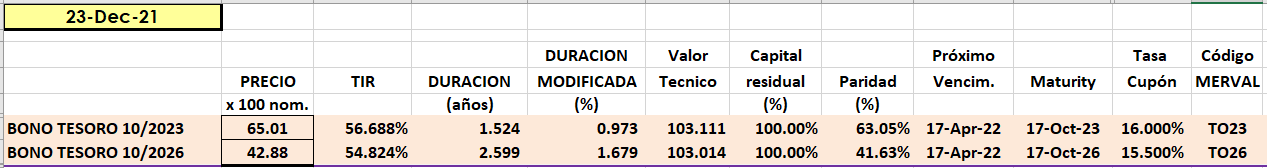 23-Dec-21
DURACION Valor Capital Próximo Tasa Código
PRECIO TIR DURACION MODIFICADA Tecnico residual Paridad Vencim. Maturity Cupón MERVAL
x 100 nom. (años) (%) (%) (%)
BONO TESORO 10/2023 65.01 56.688% 1.524 0.973 103.111 100.00% 63.05% 17-Apr-22 17-Oct-23 16.000% TO23
BONO TESORO 10/2026 42.88 54.824% 2.599 1.679 103.014 100.00% 41.63% 17-Apr-22 17-Oct-26 15.500% TO26